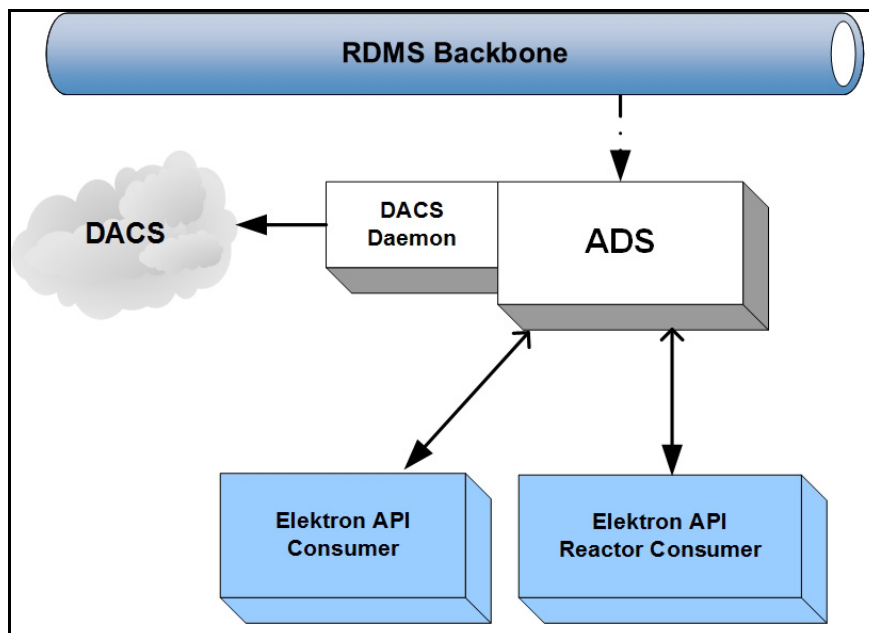 RDMS Backbone
DACS
DACS
Daemon
ADS
Elektron API
Consumer
Elektron API
Reactor Consumer